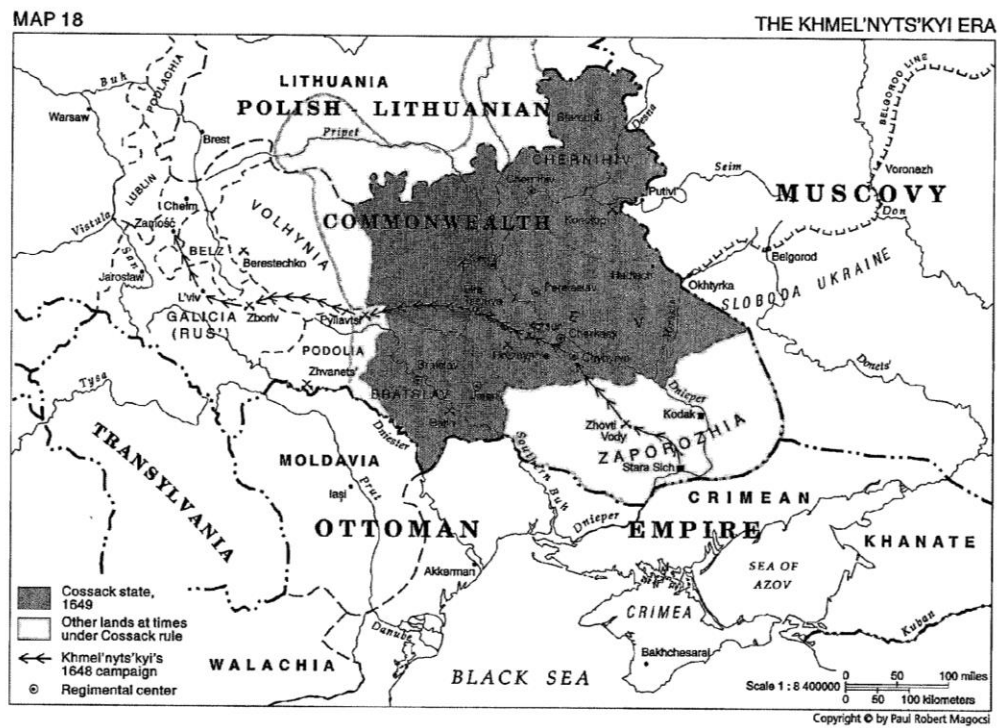 MAP 18
THE KHMEL'NYTS'KYI ERA
BELGOROD LINE
Buh
PODLACHIA
LITHUANIA
POLISH - LITHUANIAN
Warsaw
Desna
Pripet
Brest
CHERNIHIV
Seim
Voronezh
LUBLIN
Putivl'
MUSCOVY
Chełm
VOLHYNIA
COMMONWEALTH
Konotop
Don
Vistula
Zamość
BELZ
Berestechko
Belgorod
San
Jarosław
Pereiaslav
Okhtyrka
SLOBODA UKRAINE
L'viv
Zboriv
Pyliavtsi
GALICIA
(RUS')
Cherkasy
PODOLIA
Chyhyryn
Zhvanets'
Donets'
Tysa
BRATSLAV
Dnieper
Kodak
Zhovti
Vody
ZAPOROZHIA
Dniester
Southern Buh
TRANSYLVANIA
MOLDAVIA
Stara Sich
Iaşi
Prut
CRIMEAN
OTTOMAN
Dnieper
EMPIRE
KHANATE
Akkerman
SEA OF
AZOV
Cossack state,
1649
Other lands at times
under Cossack rule
CRIMEA
Kuban
Danube
Khmel'nyts'kyi's
1648 campaign
WALACHIA
Bakhchesarai
BLACK SEA
Regimental center
0 50 100 miles
Scale 1 : 8 400000
0 50 100 kilometers
Copyright © by Paul Robert Magocsi